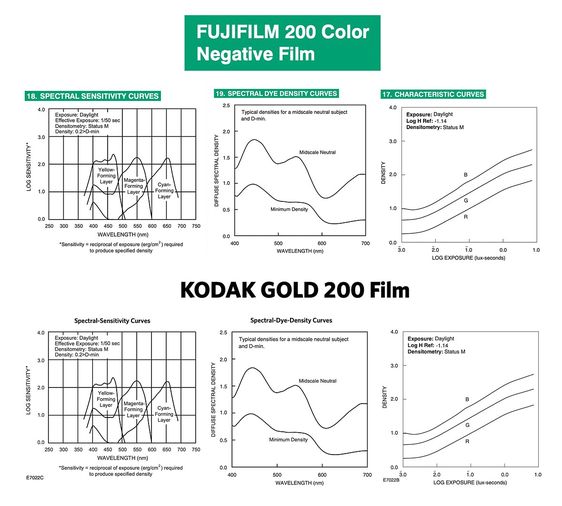 FUJIFILM 200 Color
Negative Film
18. SPECTRAL SENSITIVITY CURVES
Exposure: Daylight
Effective Exposure: 1/50 sec
Densitometry: Status M
Density: 0.2>D-min
4.0
3.0
2.0
1.0
0.0
LOG SENSITIVITY*
Yellow-
Forming
Layer
Magenta-
Forming
Layer
Cyan-
Forming
Layer
250 300 350 400 450 500 550 600 650 700 750
WAVELENGTH (nm)
*Sensitivity = reciprocal of exposure (erg/cm²) required
to produce specified density
19. SPECTRAL DYE DENSITY CURVES
Typical densities for a midscale neutral subject
and D-min.
2.5
2.0
1.5
1.0
0.5
0.0
DIFFUSE SPECTRAL DENSITY
Midscale Neutral
Minimum Density
400 500 600 700
WAVELENGTH (nm)
17. CHARACTERISTIC CURVES
Exposure: Daylight
Log H Ref: -1.14
Densitometry: Status M
4.0
3.0
2.0
1.0
0.0
DENSITY
B
G
R
3.0 2.0 1.0 0.0 1.0
LOG EXPOSURE (lux-seconds)
KODAK GOLD 200 Film
Spectral-Sensitivity Curves
Exposure: Daylight
Effective Exposure: 1/50 sec
Densitometry: Status M
Density: 0.2>D-min
4.0
3.0
2.0
1.0
0.0
LOG SENSITIVITY*
Yellow-
Forming
Layer
Magenta-
Forming
Layer
Cyan-
Forming
Layer
250 300 350 400 450 500 550 600 650 700 750
WAVELENGTH (nm)
*Sensitivity = reciprocal of exposure (erg/cm²) required
to produce specified density
E7022C
Spectral-Dye-Density Curves
Typical densities for a midscale neutral subject
and D-min.
2.5
2.0
1.5
1.0
0.5
0.0
DIFFUSE SPECTRAL DENSITY
Midscale Neutral
Minimum Density
400 500 600 700
WAVELENGTH (nm)
Exposure: Daylight
Log H Ref: -1.14
Densitometry: Status M
3.0
2.0
1.0
0.0
DENSITY
B
G
R
3.0 2.0 1.0 0.0 1.0
LOG EXPOSURE (lux-seconds)
E7022B